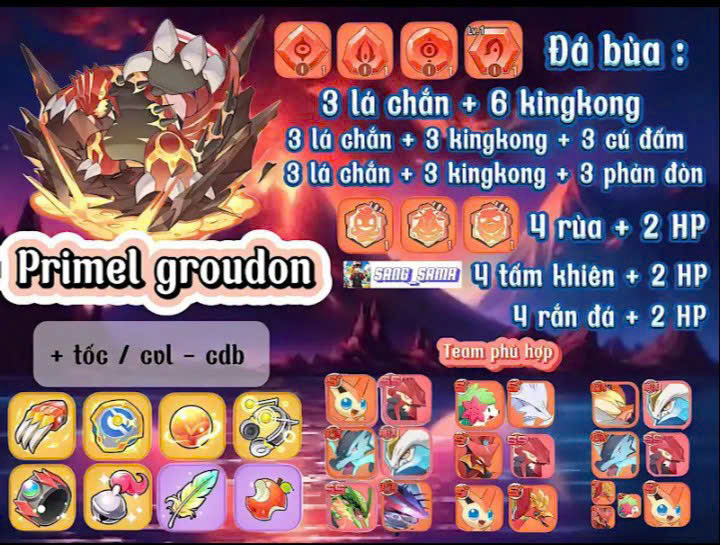 Lv.1
Đá bùa :
3 lá chắn + 6 kingkong
3 lá chắn + 3 kingkong + 3 cú đấm
3 lá chắn + 3 kingkong + 3 phản đòn
4 rùa + 2 HP
Primel groudon
SANG_SAMA
4 tấm khiên + 2 HP
4 rắn đá + 2 HP
+ tốc / cvl - cdb
Team phù hợp